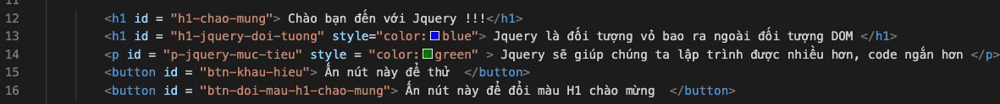 12 <h1 id = "h1-chao-mung"> Chào bạn đến với Jquery !!!</h1>
13 <h1 id = "h1-jquery-doi-tuong" style="color:blue"> Jquery là đối tượng vỏ bao ra ngoài đối tượng DOM </h1>
14 <p id = "p-jquery-muc-tieu" style = "color:green" > Jquery sẽ giúp chúng ta lập trình được nhiều hơn, code ngắn hơn </p>
15 <button id = "btn-khau-hieu"> Ấn nút này để thử  </button>
16 <button id = "btn-doi-mau-h1-chao-mung"> Ấn nút này để đổi màu H1 chào mừng  </button>